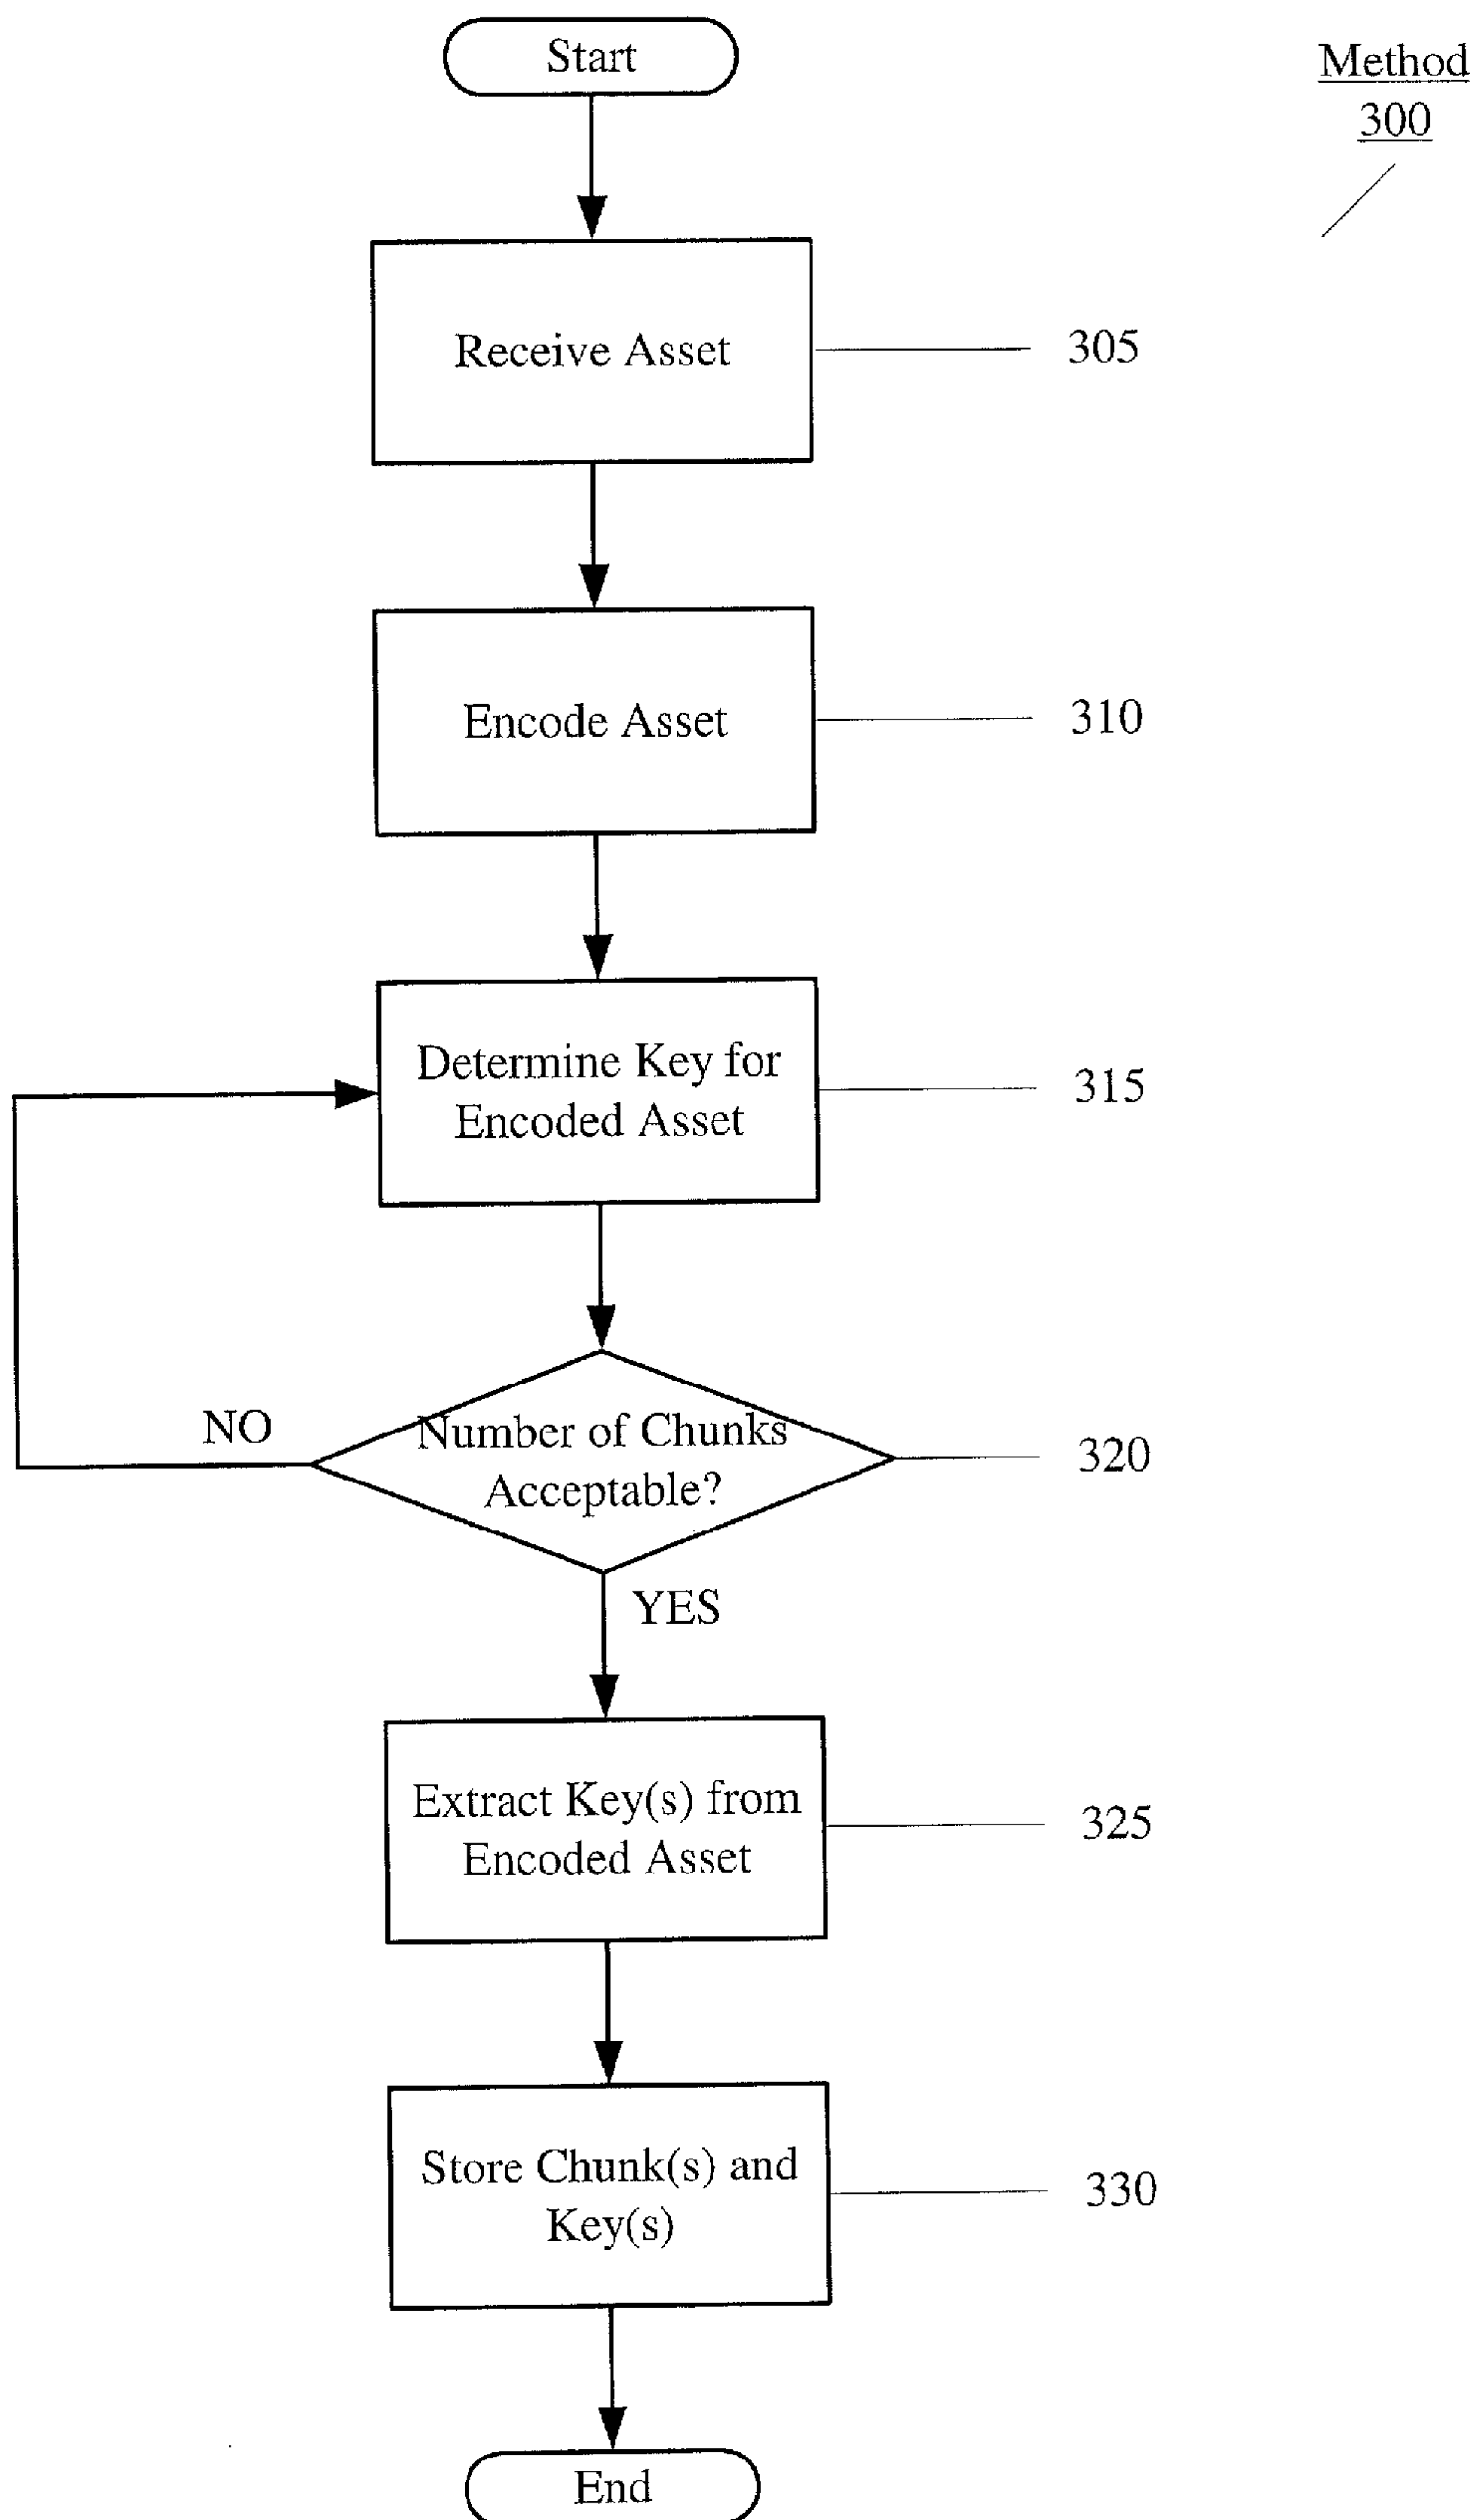 Start
Method
300
Receive Asset
305
Encode Asset
310
Determine Key for
Encoded Asset
315
NO
Number of Chunks
Acceptable?
320
YES
Extract Key(s) from
Encoded Asset
325
Store Chunk(s) and
Key(s)
330
End